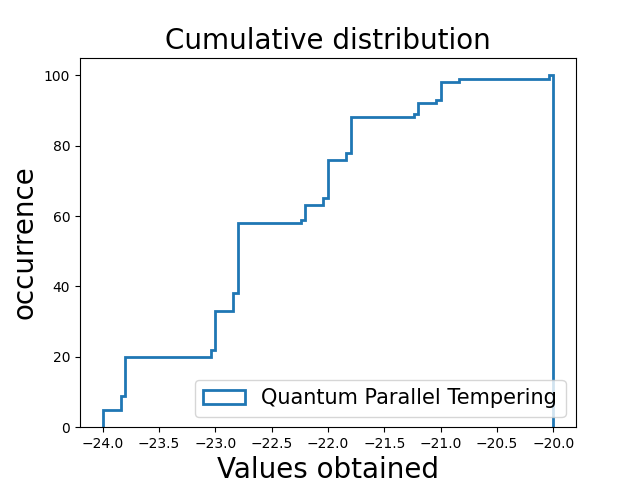 Cumulative distribution
occurrence
100
80
60
40
20
0
Quantum Parallel Tempering
−24.0 −23.5 −23.0 −22.5 −22.0 −21.5 −21.0 −20.5 −20.0
Values obtained